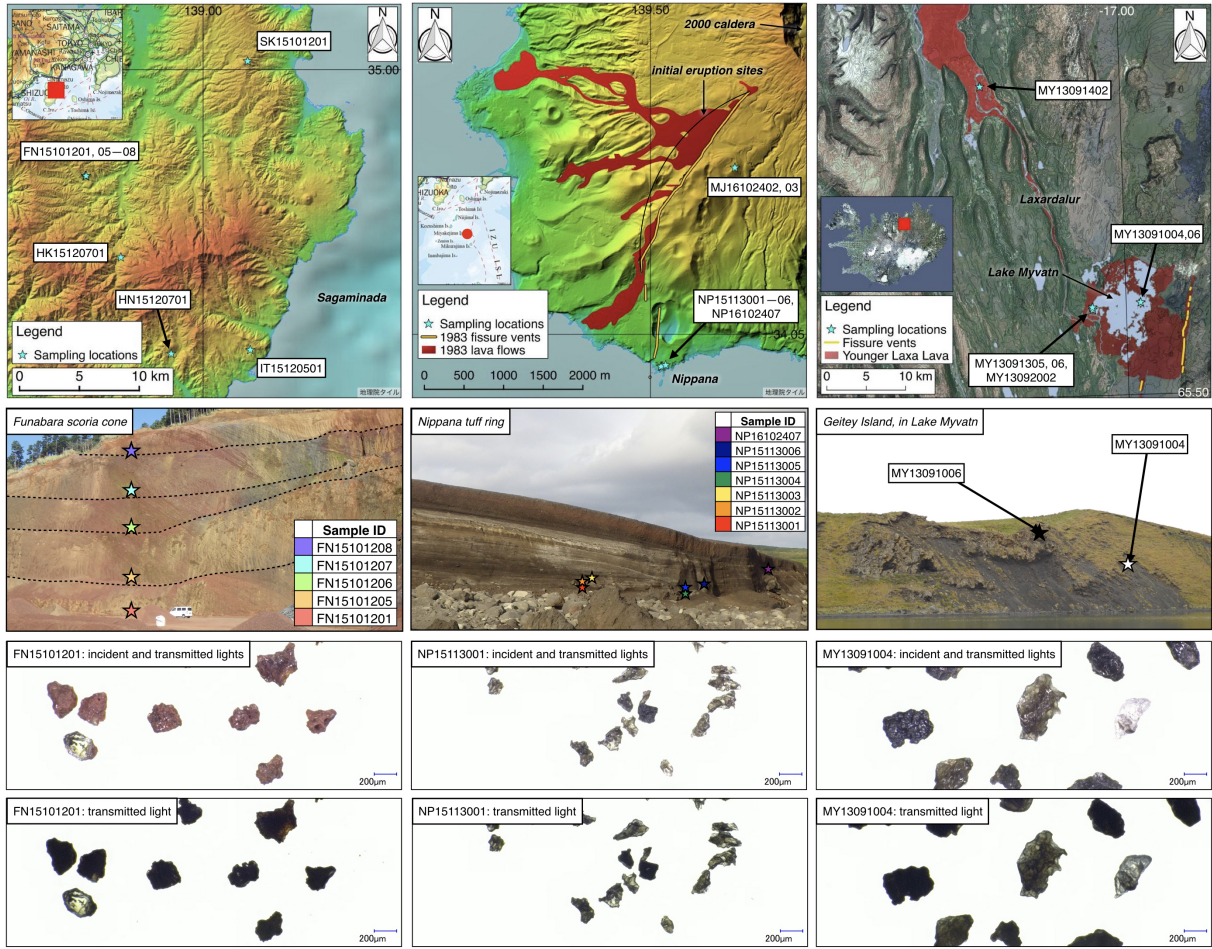 139.00
N
SK15101201
35.00
SAITAMA
TOKYO
KANAGAWA
FN15101201, 05—08
HK15120701
HN15120701
Sagaminada
Legend
Sampling locations
IT15120501
0 5 10 km
地理院タイル
139.50
N
2000 caldera
initial eruption sites
MJ16102402, 03
NP15113001—06,
NP16102407
Legend
Sampling locations
1983 fissure vents
1983 lava flows
34.05
0 500 1000 1500 2000 m
Nippana
地理院タイル
-17.00
N
MY13091402
Laxardalur
MY13091004,06
Lake Myvatn
Legend
Sampling locations
Fissure vents
Younger Laxa Lava
MY13091305, 06,
MY13092002
0 5 10 km
65.50
Funabara scoria cone
Sample ID
FN15101208
FN15101207
FN15101206
FN15101205
FN15101201
Nippana tuff ring
Sample ID
NP16102407
NP15113006
NP15113005
NP15113004
NP15113003
NP15113002
NP15113001
Geitey Island, in Lake Myvatn
MY13091004
MY13091006
FN15101201: incident and transmitted lights
200µm
NP15113001: incident and transmitted lights
200µm
MY13091004: incident and transmitted lights
200µm
FN15101201: transmitted light
200µm
NP15113001: transmitted light
200µm
MY13091004: transmitted light
200µm